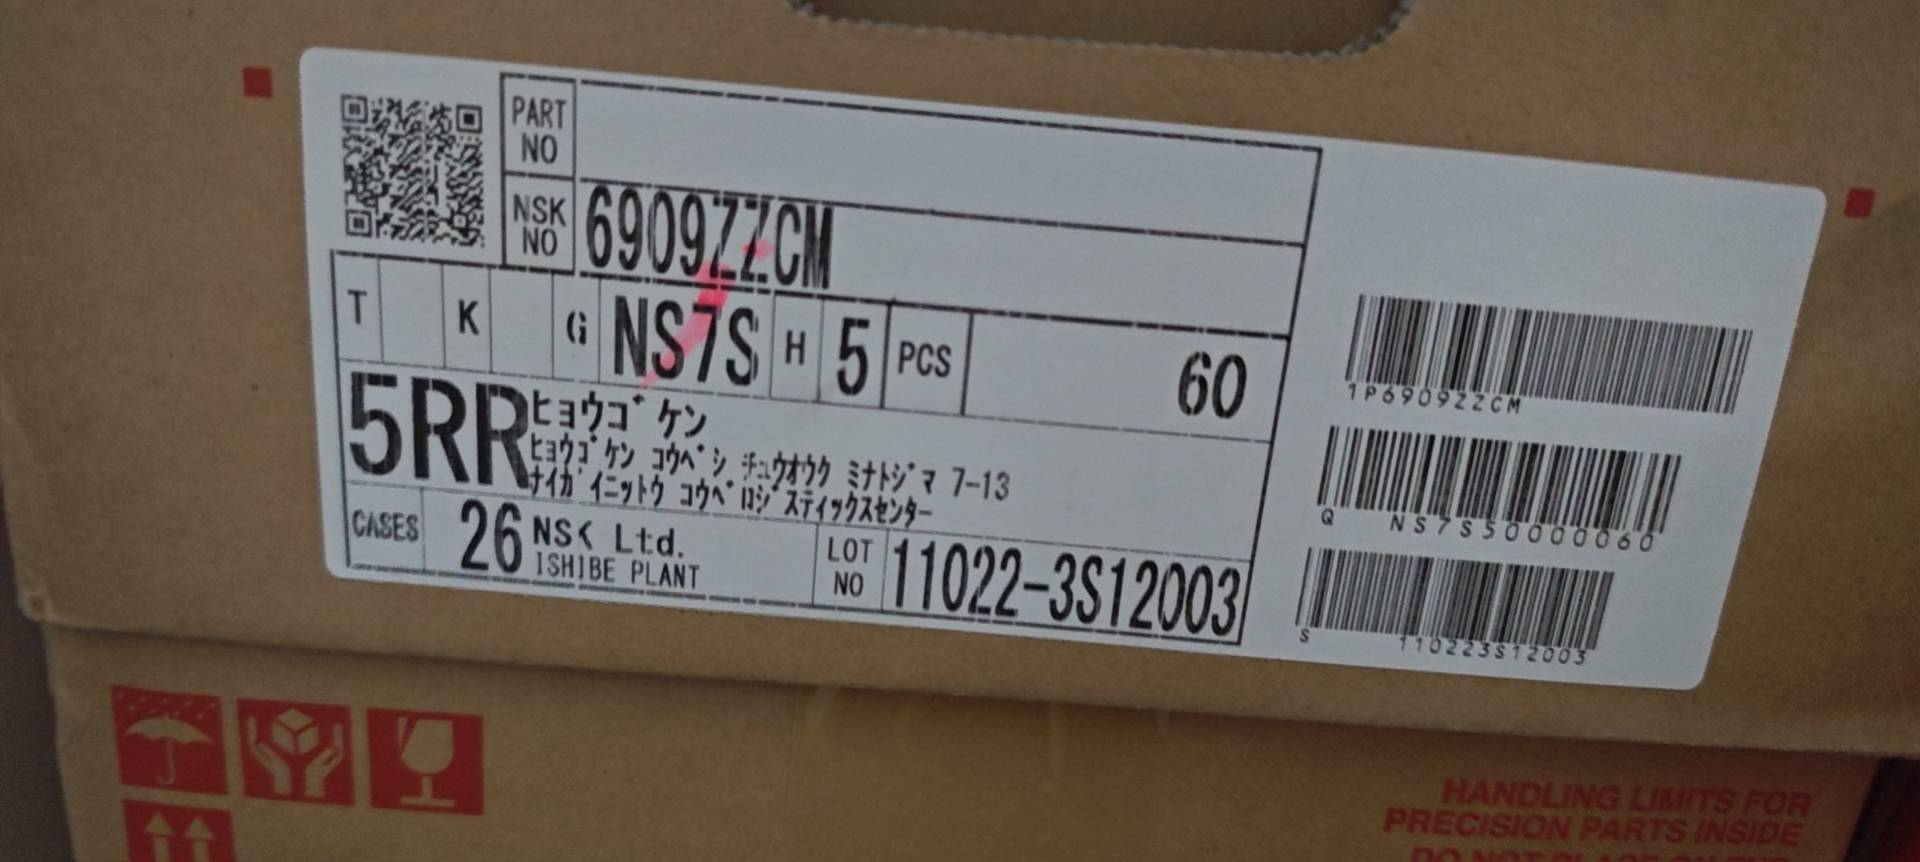 PART NO
NSK NO 6909ZZCM
T K G NS7S H 5 PCS 60
5RR ヒョウゴケン
ヒョウゴケン コウベシ チュウオウク ミナトジマ 7-13
ナイガイニットウ コウベロジスティックスセンター
CASES 26 NSK Ltd.
ISHIBE PLANT
LOT NO 11022-3S12003
1P6909ZZCM
Q NS7S50000060
S 110223S12003
HANDLING LIMITS FOR
PRECISION PARTS INSIDE